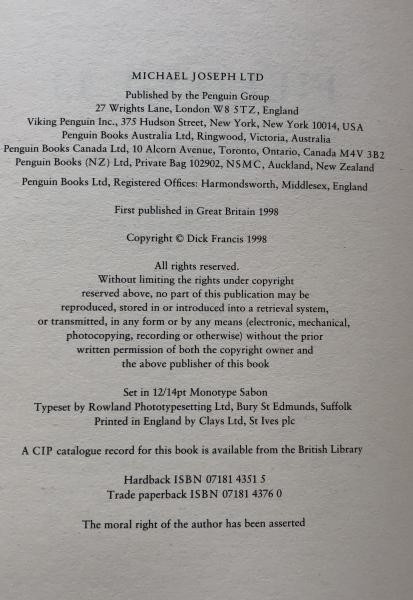 MICHAEL JOSEPH LTD
Published by the Penguin Group
27 Wrights Lane, London W8 5TZ, England
Viking Penguin Inc., 375 Hudson Street, New York, New York 10014, USA
Penguin Books Australia Ltd, Ringwood, Victoria, Australia
Penguin Books Canada Ltd, 10 Alcorn Avenue, Toronto, Ontario, Canada M4V 3B2
Penguin Books (NZ) Ltd, Private Bag 102902, NSMC, Auckland, New Zealand
Penguin Books Ltd, Registered Offices: Harmondsworth, Middlesex, England
First published in Great Britain 1998
Copyright © Dick Francis 1998
All rights reserved.
Without limiting the rights under copyright
reserved above, no part of this publication may be
reproduced, stored in or introduced into a retrieval system,
or transmitted, in any form or by any means (electronic, mechanical,
photocopying, recording or otherwise) without the prior
written permission of both the copyright owner and
the above publisher of this book
Set in 12/14pt Monotype Sabon
Typeset by Rowland Phototypesetting Ltd, Bury St Edmunds, Suffolk
Printed in England by Clays Ltd, St Ives plc
A CIP catalogue record for this book is available from the British Library
Hardback ISBN 07181 4351 5
Trade paperback ISBN 07181 4376 0
The moral right of the author has been asserted